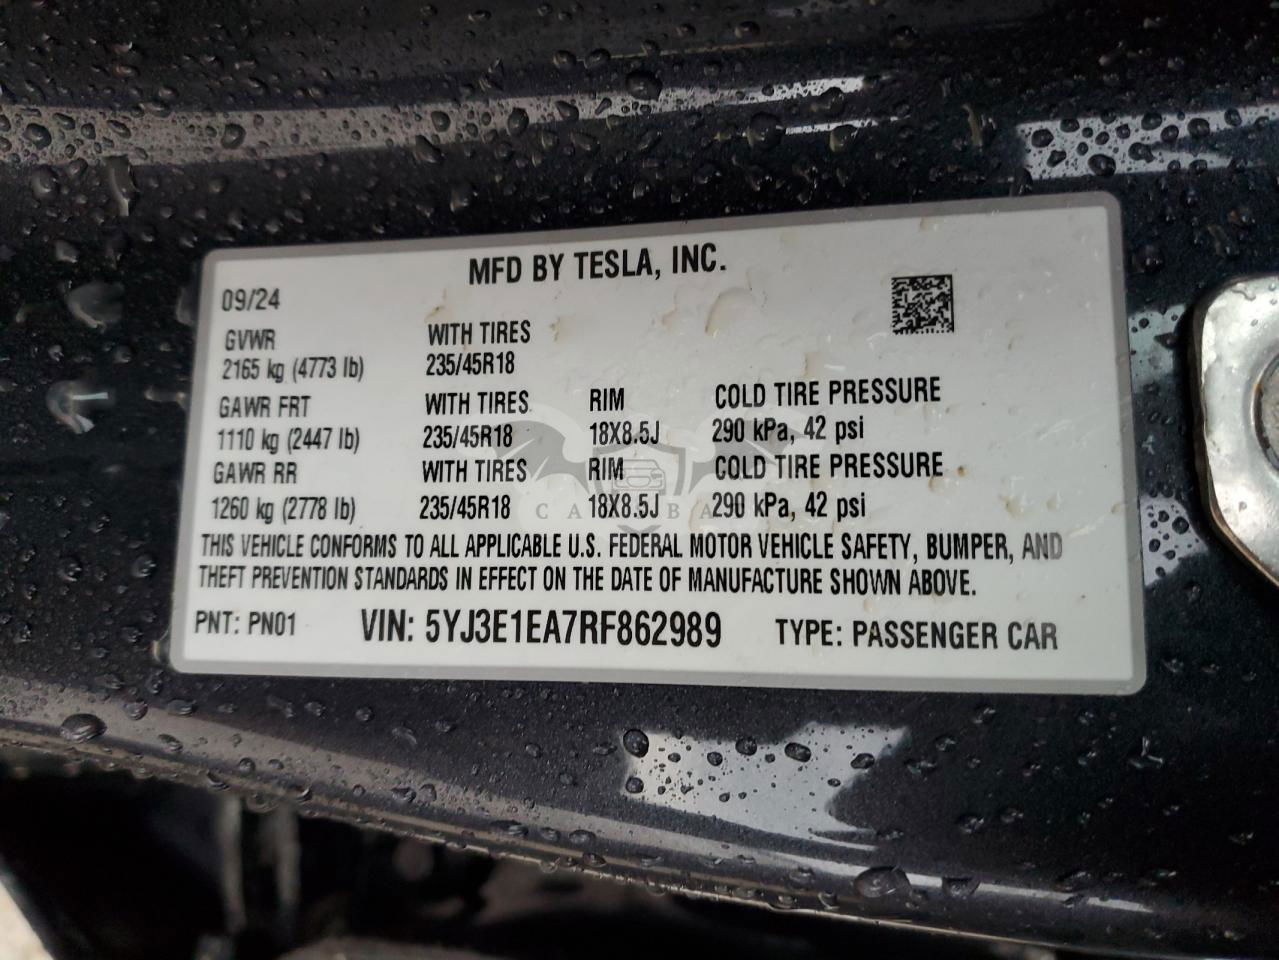 MFD BY TESLA, INC.
09/24
GVWR WITH TIRES
2165 kg (4773 lb) 235/45R18
GAWR FRT WITH TIRES RIM COLD TIRE PRESSURE
1110 kg (2447 lb) 235/45R18 18X8.5J 290 kPa, 42 psi
GAWR RR WITH TIRES RIM COLD TIRE PRESSURE
1260 kg (2778 lb) 235/45R18 18X8.5J 290 kPa, 42 psi
THIS VEHICLE CONFORMS TO ALL APPLICABLE U.S. FEDERAL MOTOR VEHICLE SAFETY, BUMPER, AND
THEFT PREVENTION STANDARDS IN EFFECT ON THE DATE OF MANUFACTURE SHOWN ABOVE.
PNT: PN01 VIN: 5YJ3E1EA7RF862989 TYPE: PASSENGER CAR